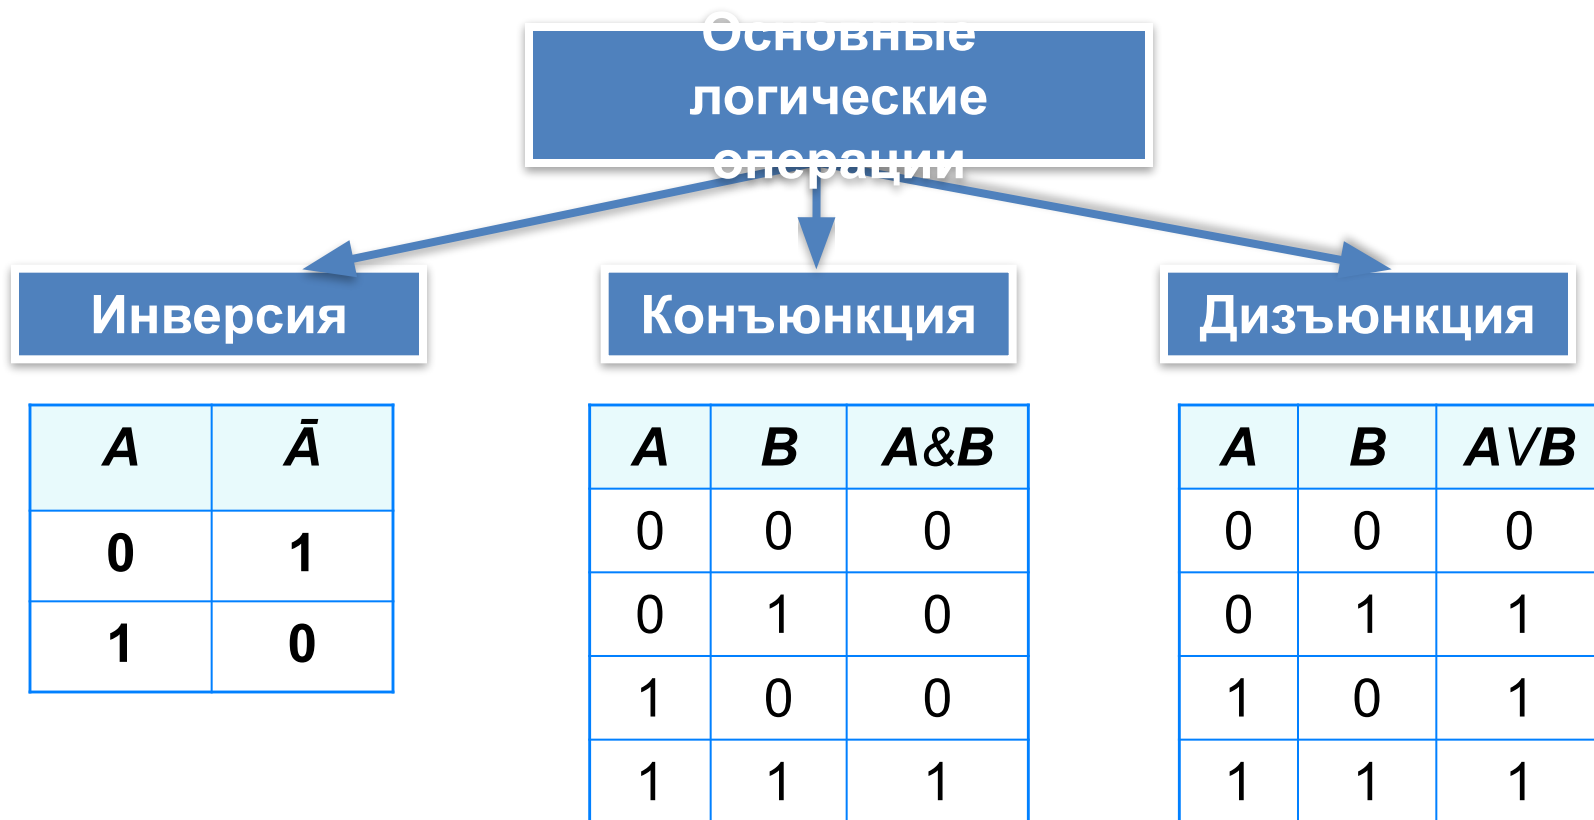 Основные
логические
операции
Инверсия
Конъюнкция
Дизъюнкция
A Ā
0 1
1 0
A B A&B
0 0 0
0 1 0
1 0 0
1 1 1
A B A\/B
0 0 0
0 1 1
1 0 1
1 1 1